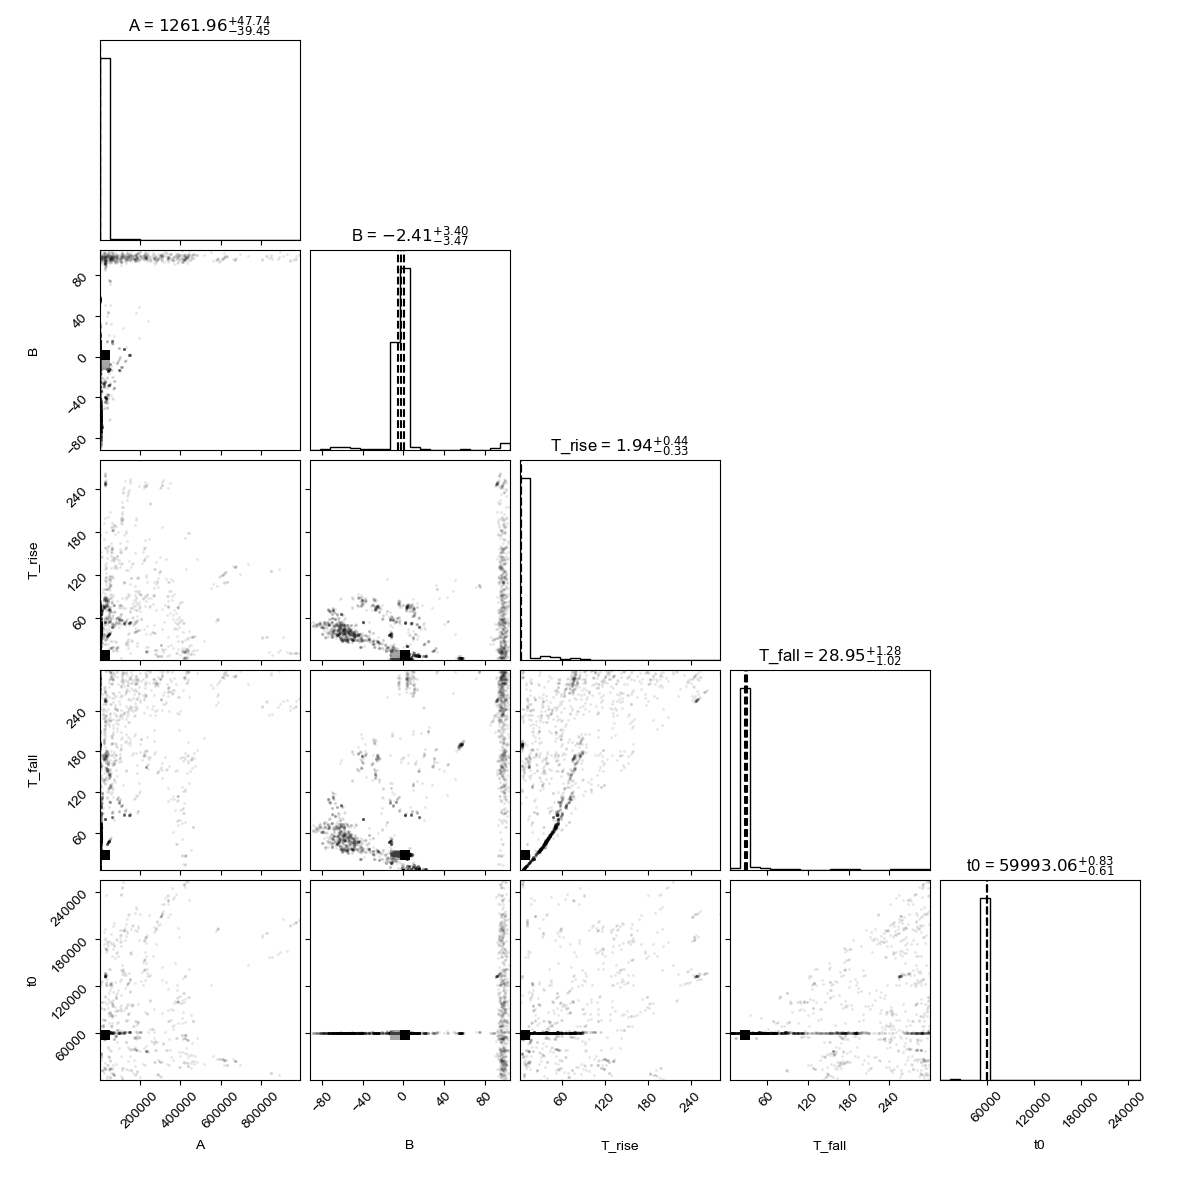 A = 1261.96 +47.74 −39.45
B = −2.41 +3.40 −3.47
80
40
0
−40
−80
B
T_rise = 1.94 +0.44 −0.33
240
180
120
60
T_rise
T_fall = 28.95 +1.28 −1.02
240
180
120
60
T_fall
t0 = 59993.06 +0.83 −0.61
240000
180000
120000
60000
t0
200000 400000 600000 800000 −80 −40 0 40 80 60 120 180 240 60 120 180 240 60000 120000 180000 240000
A B T_rise T_fall t0